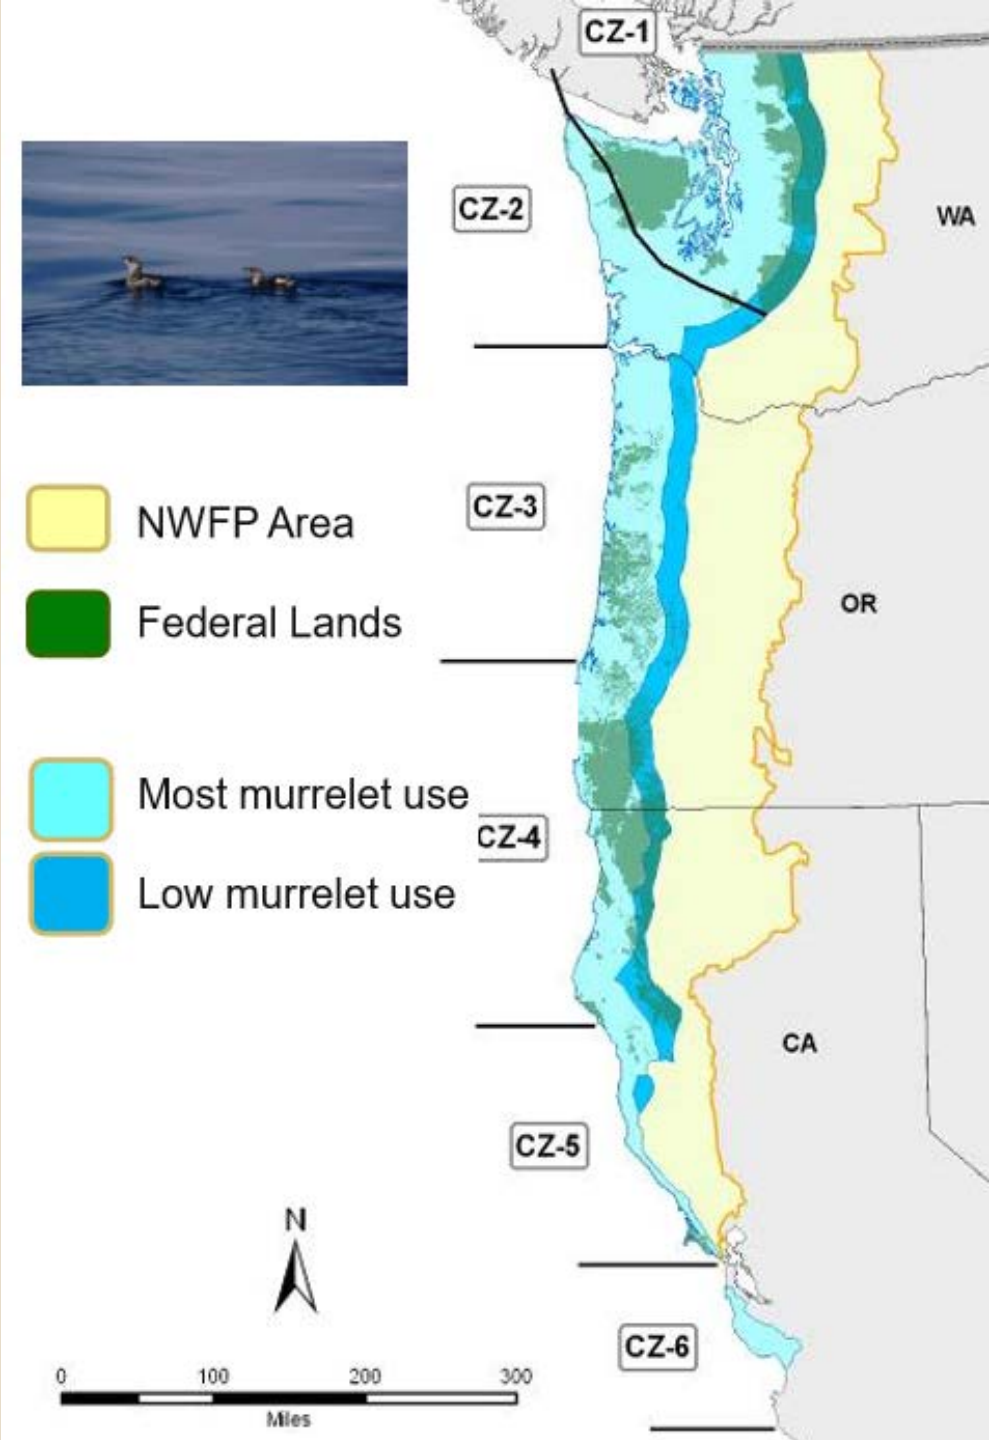 CZ-1
CZ-2
WA
NWFP Area
CZ-3
Federal Lands
OR
Most murrelet use
CZ-4
Low murrelet use
CA
CZ-5
N
CZ-6
0 100 200 300
Miles